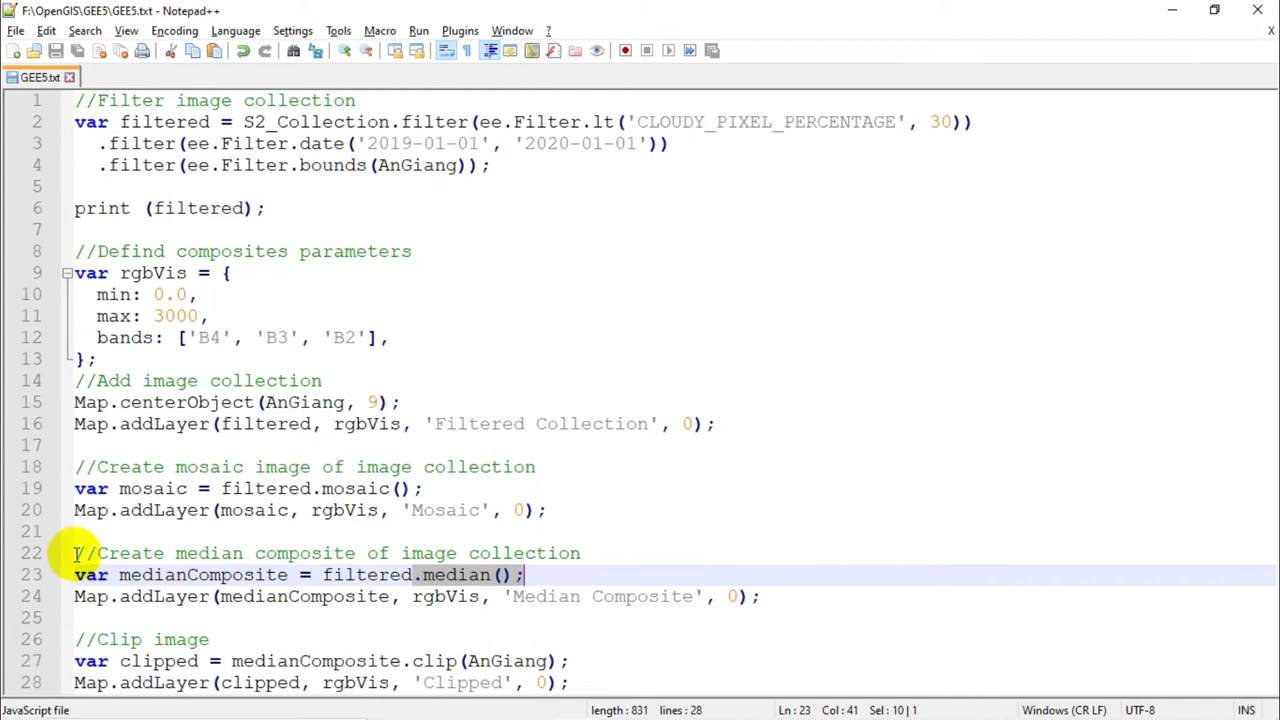 F:\OpenGIS\GEE5\GEE5.txt - Notepad++
File Edit Search View Encoding Language Settings Tools Macro Run Plugins Window ? X
GEE5.txt
1 //Filter image collection
2 var filtered = S2_Collection.filter(ee.Filter.lt('CLOUDY_PIXEL_PERCENTAGE', 30))
3 .filter(ee.Filter.date('2019-01-01', '2020-01-01'))
4 .filter(ee.Filter.bounds(AnGiang));
5
6 print (filtered);
7
8 //Defind composites parameters
9 var rgbVis = {
10 min: 0.0,
11 max: 3000,
12 bands: ['B4', 'B3', 'B2'],
13 };
14 //Add image collection
15 Map.centerObject(AnGiang, 9);
16 Map.addLayer(filtered, rgbVis, 'Filtered Collection', 0);
17
18 //Create mosaic image of image collection
19 var mosaic = filtered.mosaic();
20 Map.addLayer(mosaic, rgbVis, 'Mosaic', 0);
21
22 //Create median composite of image collection
23 var medianComposite = filtered.median();
24 Map.addLayer(medianComposite, rgbVis, 'Median Composite', 0);
25
26 //Clip image
27 var clipped = medianComposite.clip(AnGiang);
28 Map.addLayer(clipped, rgbVis, 'Clipped', 0);
JavaScript file length : 831 lines : 28 Ln : 23 Col : 41 Sel : 10 | 1 Windows (CR LF) UTF-8 INS